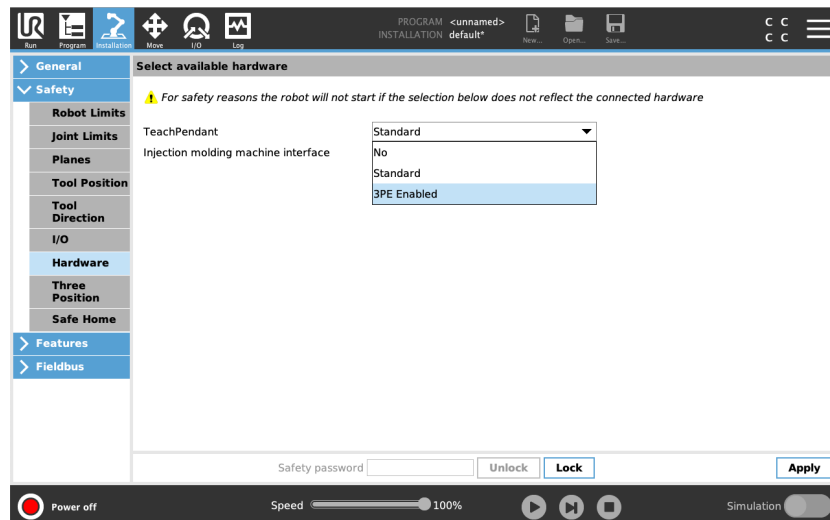 PROGRAM <unnamed>
INSTALLATION default*
Run Program Installation Move I/O Log New... Open... Save...
C C
C C
General
Safety
Robot Limits
Joint Limits
Planes
Tool Position
Tool
Direction
I/O
Hardware
Three
Position
Safe Home
Features
Fieldbus
Select available hardware
For safety reasons the robot will not start if the selection below does not reflect the connected hardware
TeachPendant Standard
Injection molding machine interface No
Standard
3PE Enabled
Safety password Unlock Lock Apply
Power off Speed 100% Simulation